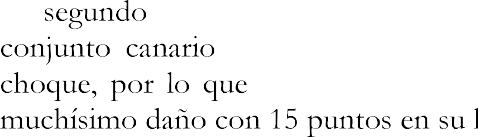 segundo
conjunto canario
choque, por lo que
muchísimo daño con 15 puntos en su